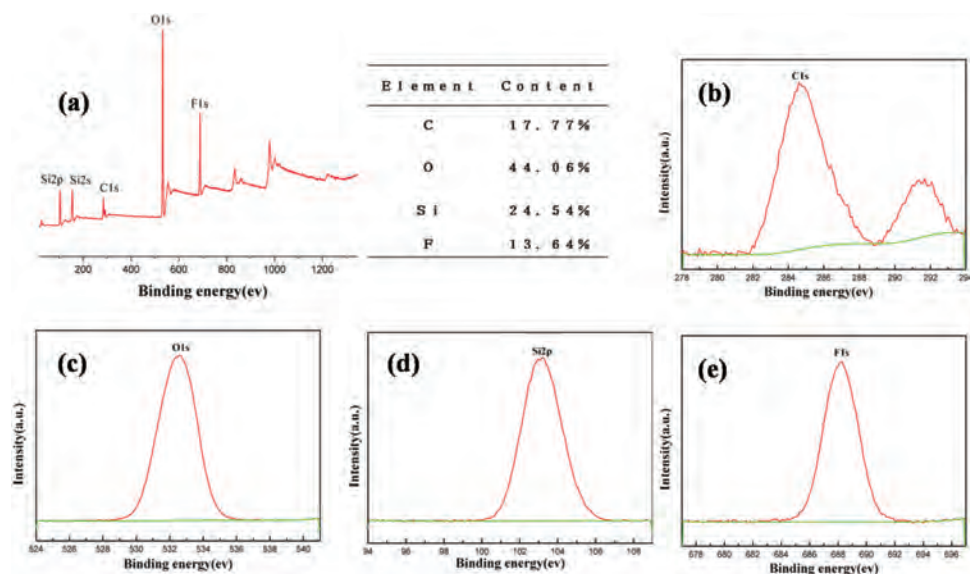 (a)
O1s
F1s
Si2p
Si2s
C1s
200 400 600 800 1000 1200
Binding energy(ev)
Element Content
C 17.77%
O 44.06%
Si 24.54%
F 13.64%
(b)
C1s
Intensity(a.u.)
278 280 282 284 286 288 290 292 294
Binding energy(ev)
(c)
O1s
Intensity(a.u.)
524 526 528 530 532 534 536 538 540
Binding energy(ev)
(d)
Si2p
Intensity(a.u.)
94 96 98 100 102 104 106 108
Binding energy(ev)
(e)
F1s
Intensity(a.u.)
678 680 682 684 686 688 690 692 694 696
Binding energy(ev)